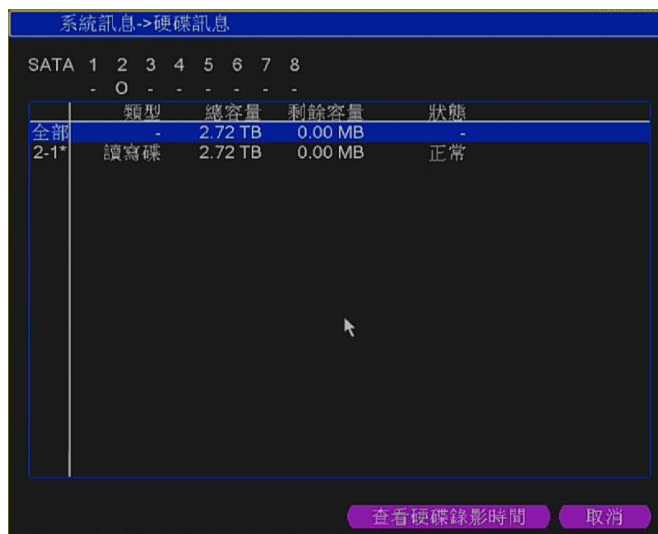 系統訊息->硬碟訊息
SATA 1 2 3 4 5 6 7 8
- O - - - - - -
類型 總容量 剩餘容量 狀態
全部 - 2.72 TB 0.00 MB -
2-1* 讀寫碟 2.72 TB 0.00 MB 正常
查看硬碟錄影時間 取消